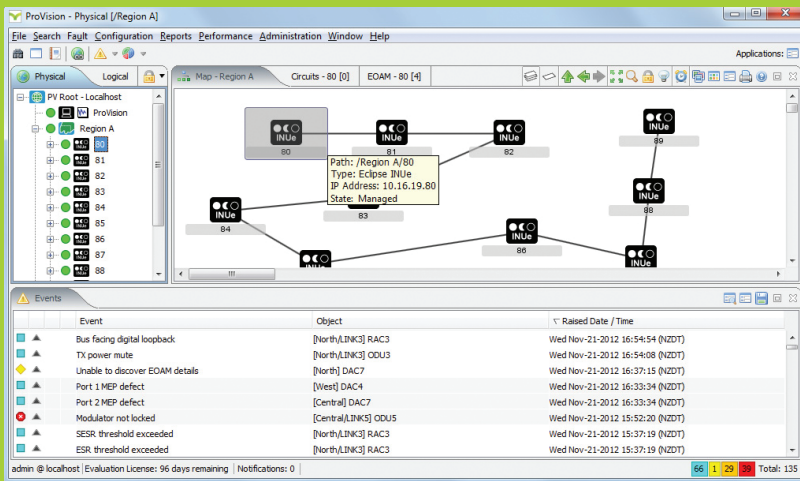 ProVision - Physical [/Region A]
File Search Fault Configuration Reports Performance Administration Window Help
Applications:
Physical Logical
Map - Region A Circuits - 80 [0] EOAM - 80 [4]
PV Root - Localhost
ProVision
Region A
80
81
82
83
84
85
86
87
88
INUe
80
INUe
81
INUe
82
INUe
89
Path: /Region A/80
Type: Eclipse INUe
IP Address: 10.16.19.80
State: Managed
83
INUe
84
INUe
88
INUe
86
INUe
INUe
Events
Event Object Raised Date / Time
Bus facing digital loopback [North/LINK3] RAC3 Wed Nov-21-2012 16:54:54 (NZDT)
TX power mute [North/LINK3] ODU3 Wed Nov-21-2012 16:54:08 (NZDT)
Unable to discover EOAM details [North] DAC7 Wed Nov-21-2012 16:37:15 (NZDT)
Port 1 MEP defect [West] DAC4 Wed Nov-21-2012 16:33:34 (NZDT)
Port 2 MEP defect [Central] DAC7 Wed Nov-21-2012 16:33:34 (NZDT)
Modulator not locked [Central/LINK5] ODU5 Wed Nov-21-2012 15:52:20 (NZDT)
SESR threshold exceeded [North/LINK3] RAC3 Wed Nov-21-2012 15:37:19 (NZDT)
ESR threshold exceeded [North/LINK3] RAC3 Wed Nov-21-2012 15:37:19 (NZDT)
admin @ localhost Evaluation License: 96 days remaining Notifications: 0 66 1 29 39 Total: 135